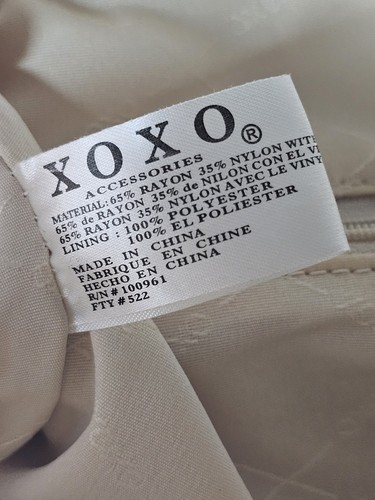 XOXO®
ACCESSORIES
MATERIAL: 65% RAYON 35% NYLON WITH
65% de RAYON 35% de NILON CON EL
65% RAYON 35% NYLON AVEC LE VINY
LINING : 100% POLYESTER
100% EL POLIESTER
MADE IN CHINA
FABRIQUE EN CHINE
HECHO EN CHINA
R/N # 100961
FTY # 522